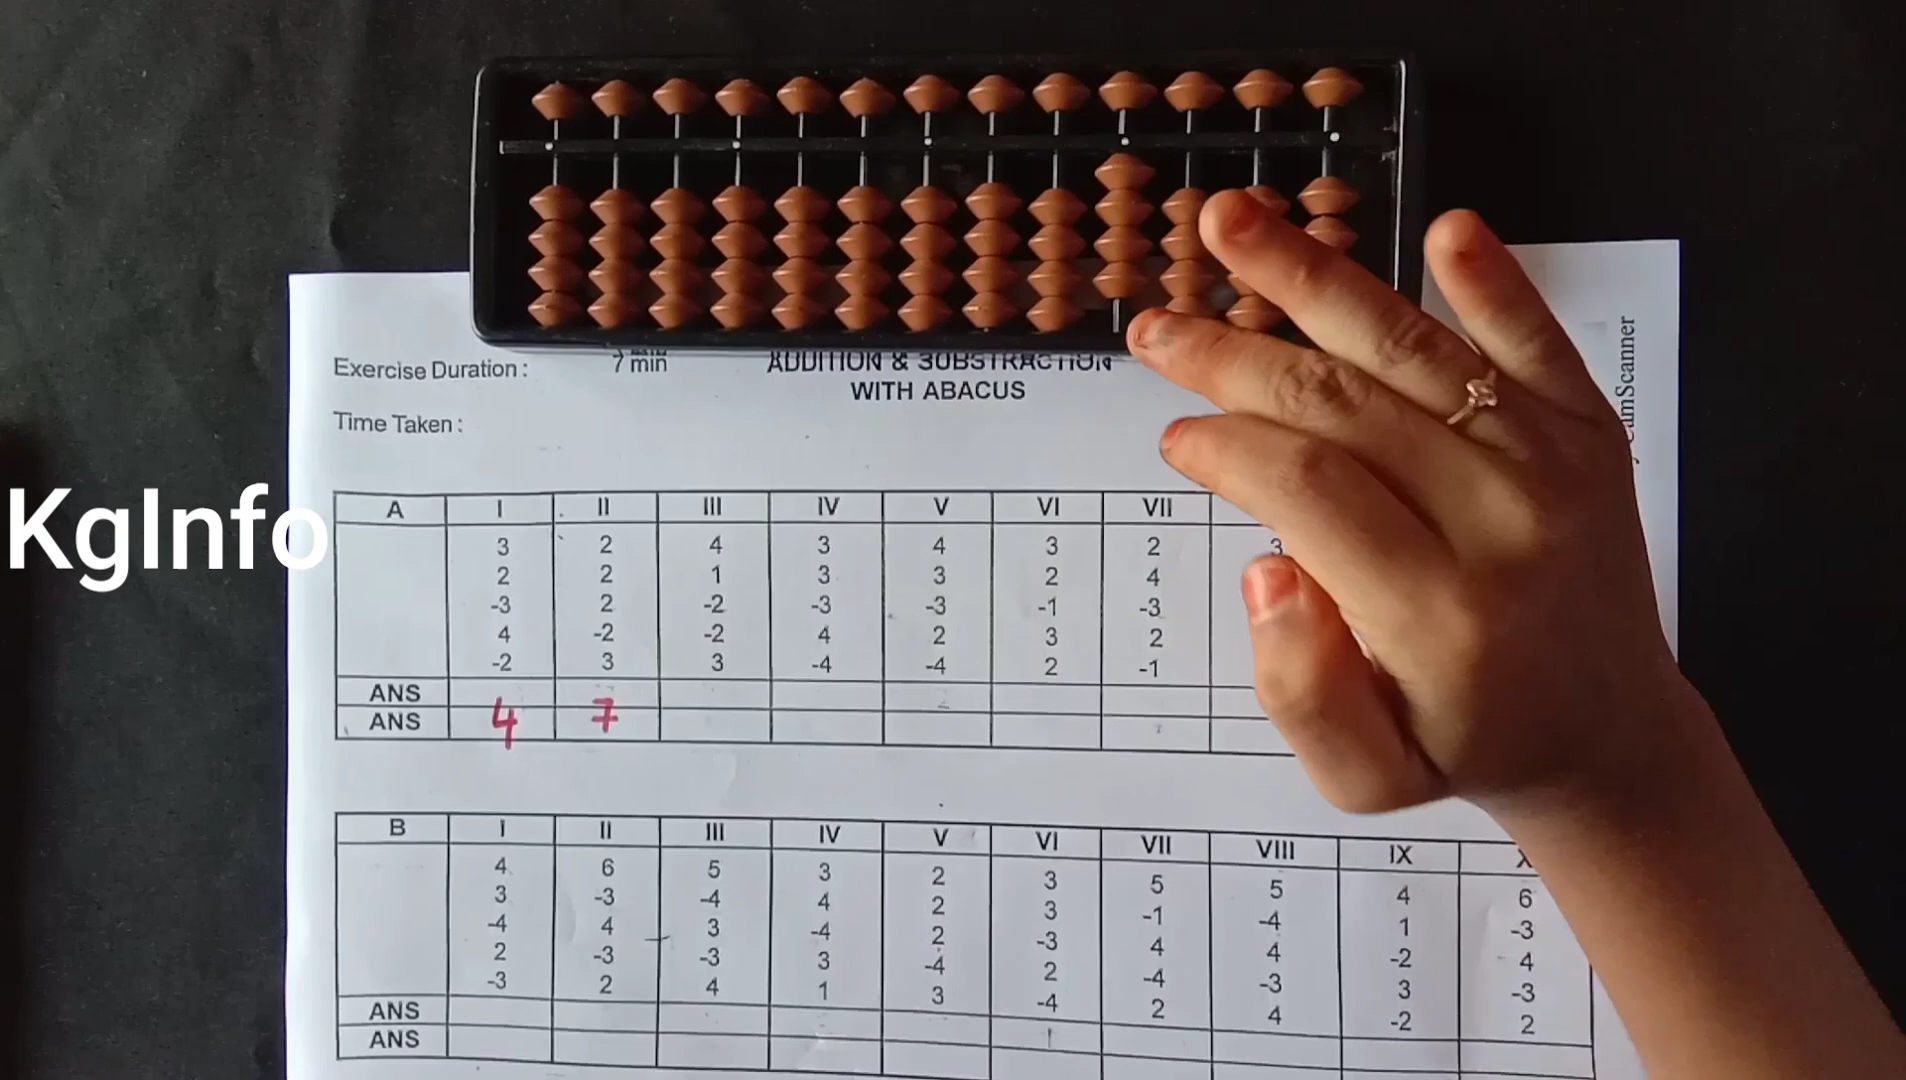 Exercise Duration : 7 min ADDITION & SUBSTRACTION
WITH ABACUS
Time Taken :
CamScanner
KgInfo
A I II III IV V VI VII
3 2 4 3 4 3 2 3
2 2 1 3 3 2 4
-3 2 -2 -3 -3 -1 -3
4 -2 -2 4 2 3 2
-2 3 3 -4 -4 2 -1
ANS
ANS 4 7
B I II III IV V VI VII VIII IX X
4 6 5 3 2 3 5 5 4 6
3 -3 -4 4 2 3 -1 -4 1 -3
-4 4 3 -4 2 -3 4 4 -2 4
2 -3 -3 3 -4 2 -4 -3 3 -3
-3 2 4 1 3 -4 2 4 -2 2
ANS
ANS